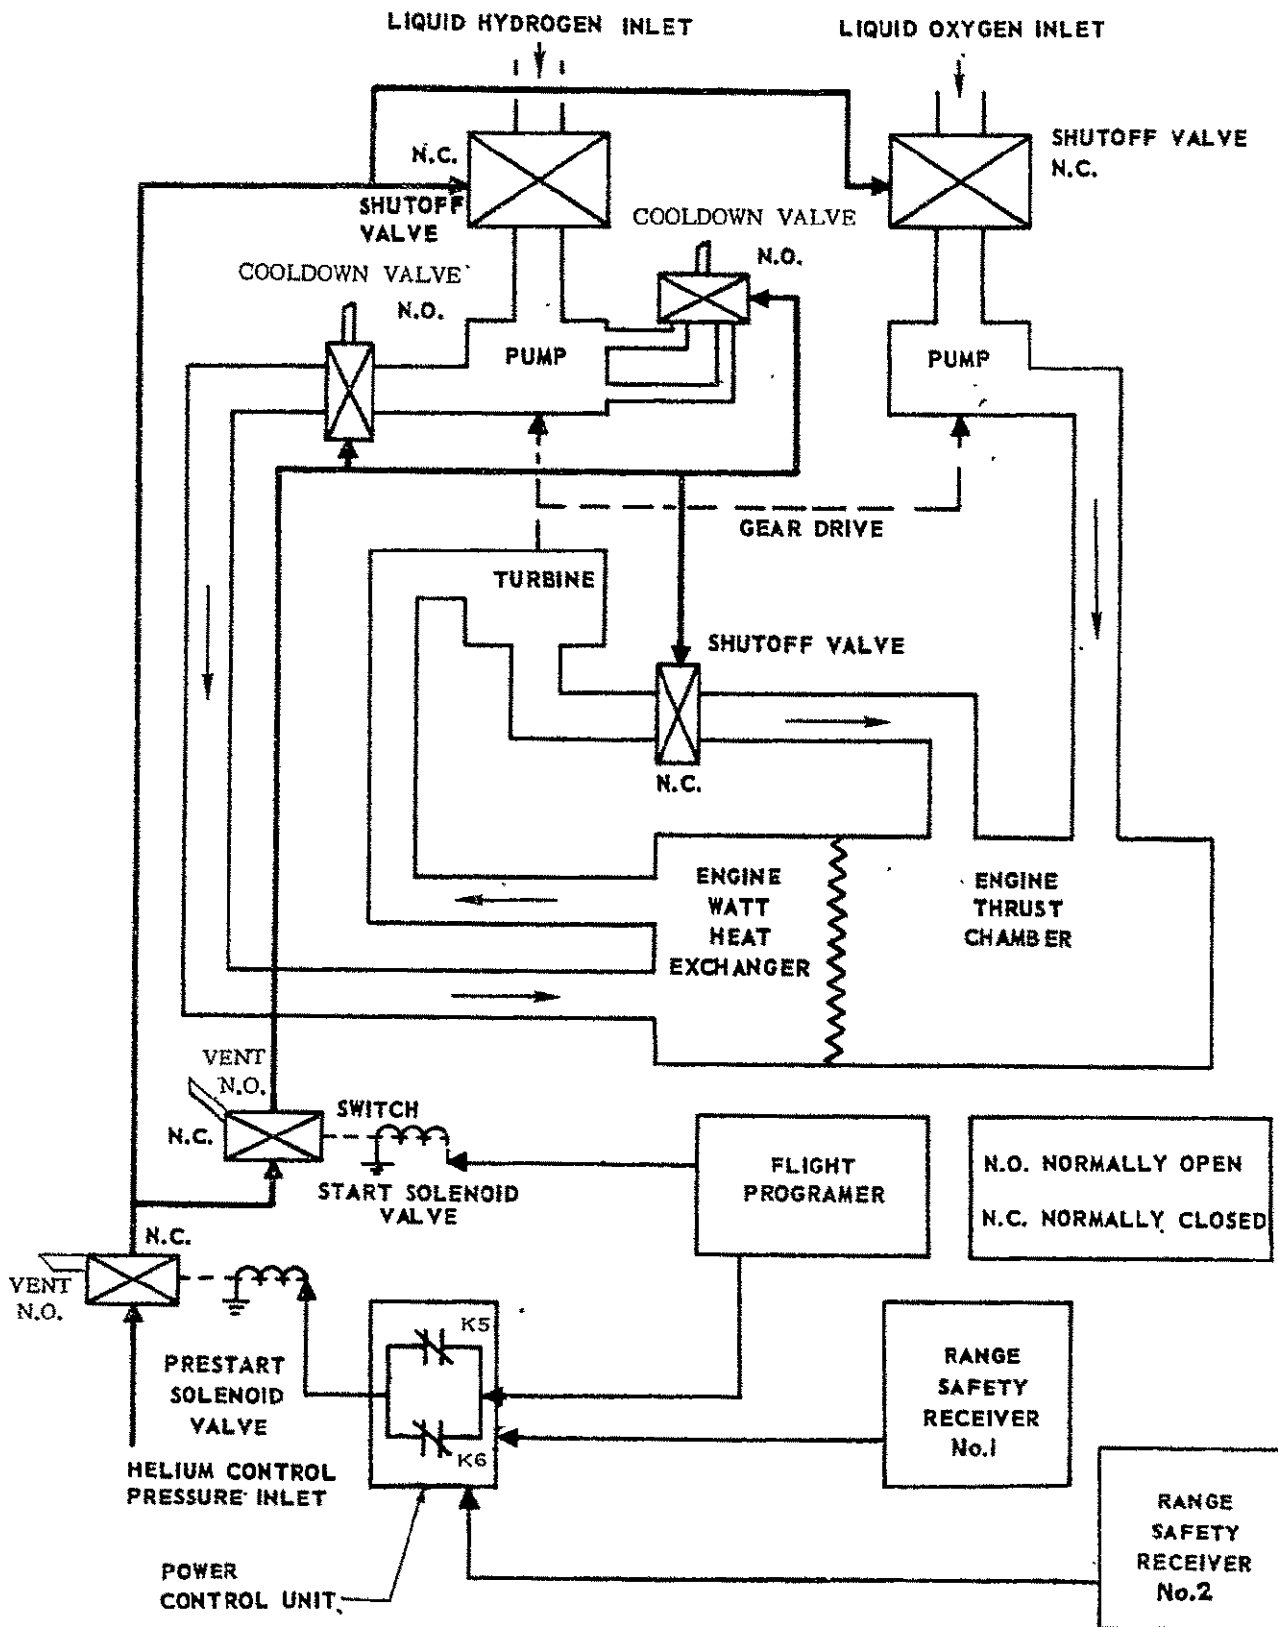 LIQUID HYDROGEN INLET
LIQUID OXYGEN INLET
N.C.
SHUTOFF
VALVE
SHUTOFF VALVE
N.C.
COOLDOWN VALVE
N.O.
COOLDOWN VALVE
N.O.
PUMP
PUMP
GEAR DRIVE
TURBINE
SHUTOFF VALVE
N.C.
ENGINE
WATT
HEAT
EXCHANGER
ENGINE
THRUST
CHAMBER
VENT
N.O.
N.C.
SWITCH
START SOLENOID
VALVE
FLIGHT
PROGRAMER
N.O. NORMALLY OPEN
N.C. NORMALLY CLOSED
N.C.
VENT
N.O.
PRESTART
SOLENOID
VALVE
HELIUM CONTROL
PRESSURE INLET
K5
K6
RANGE
SAFETY
RECEIVER
No.1
RANGE
SAFETY
RECEIVER
No.2
POWER
CONTROL UNIT